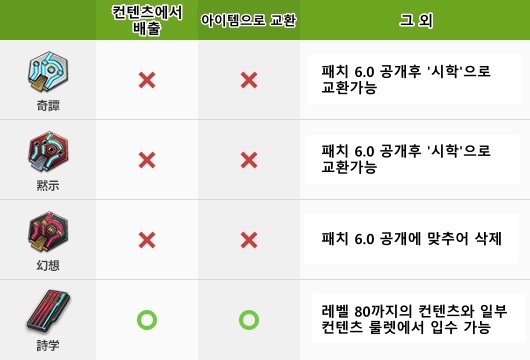 컨텐츠에서
배출
아이템으로 교환
그 외
奇譚
패치 6.0 공개후 '시학'으로
교환가능
黙示
패치 6.0 공개후 '시학'으로
교환가능
幻想
패치 6.0 공개에 맞추어 삭제
詩学
레벨 80까지의 컨텐츠와 일부
컨텐츠 룰렛에서 입수 가능